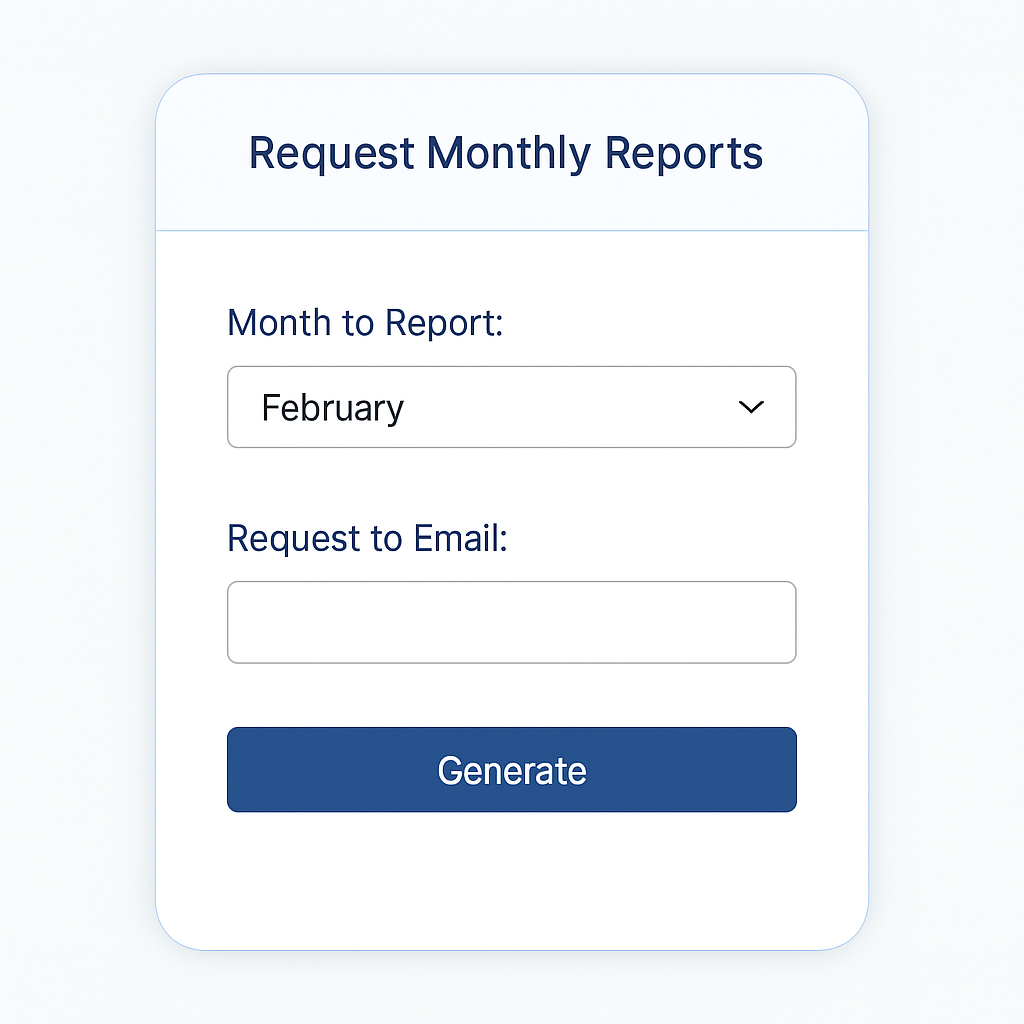 Request Monthly Reports
Month to Report:
February
Request to Email:
Generate